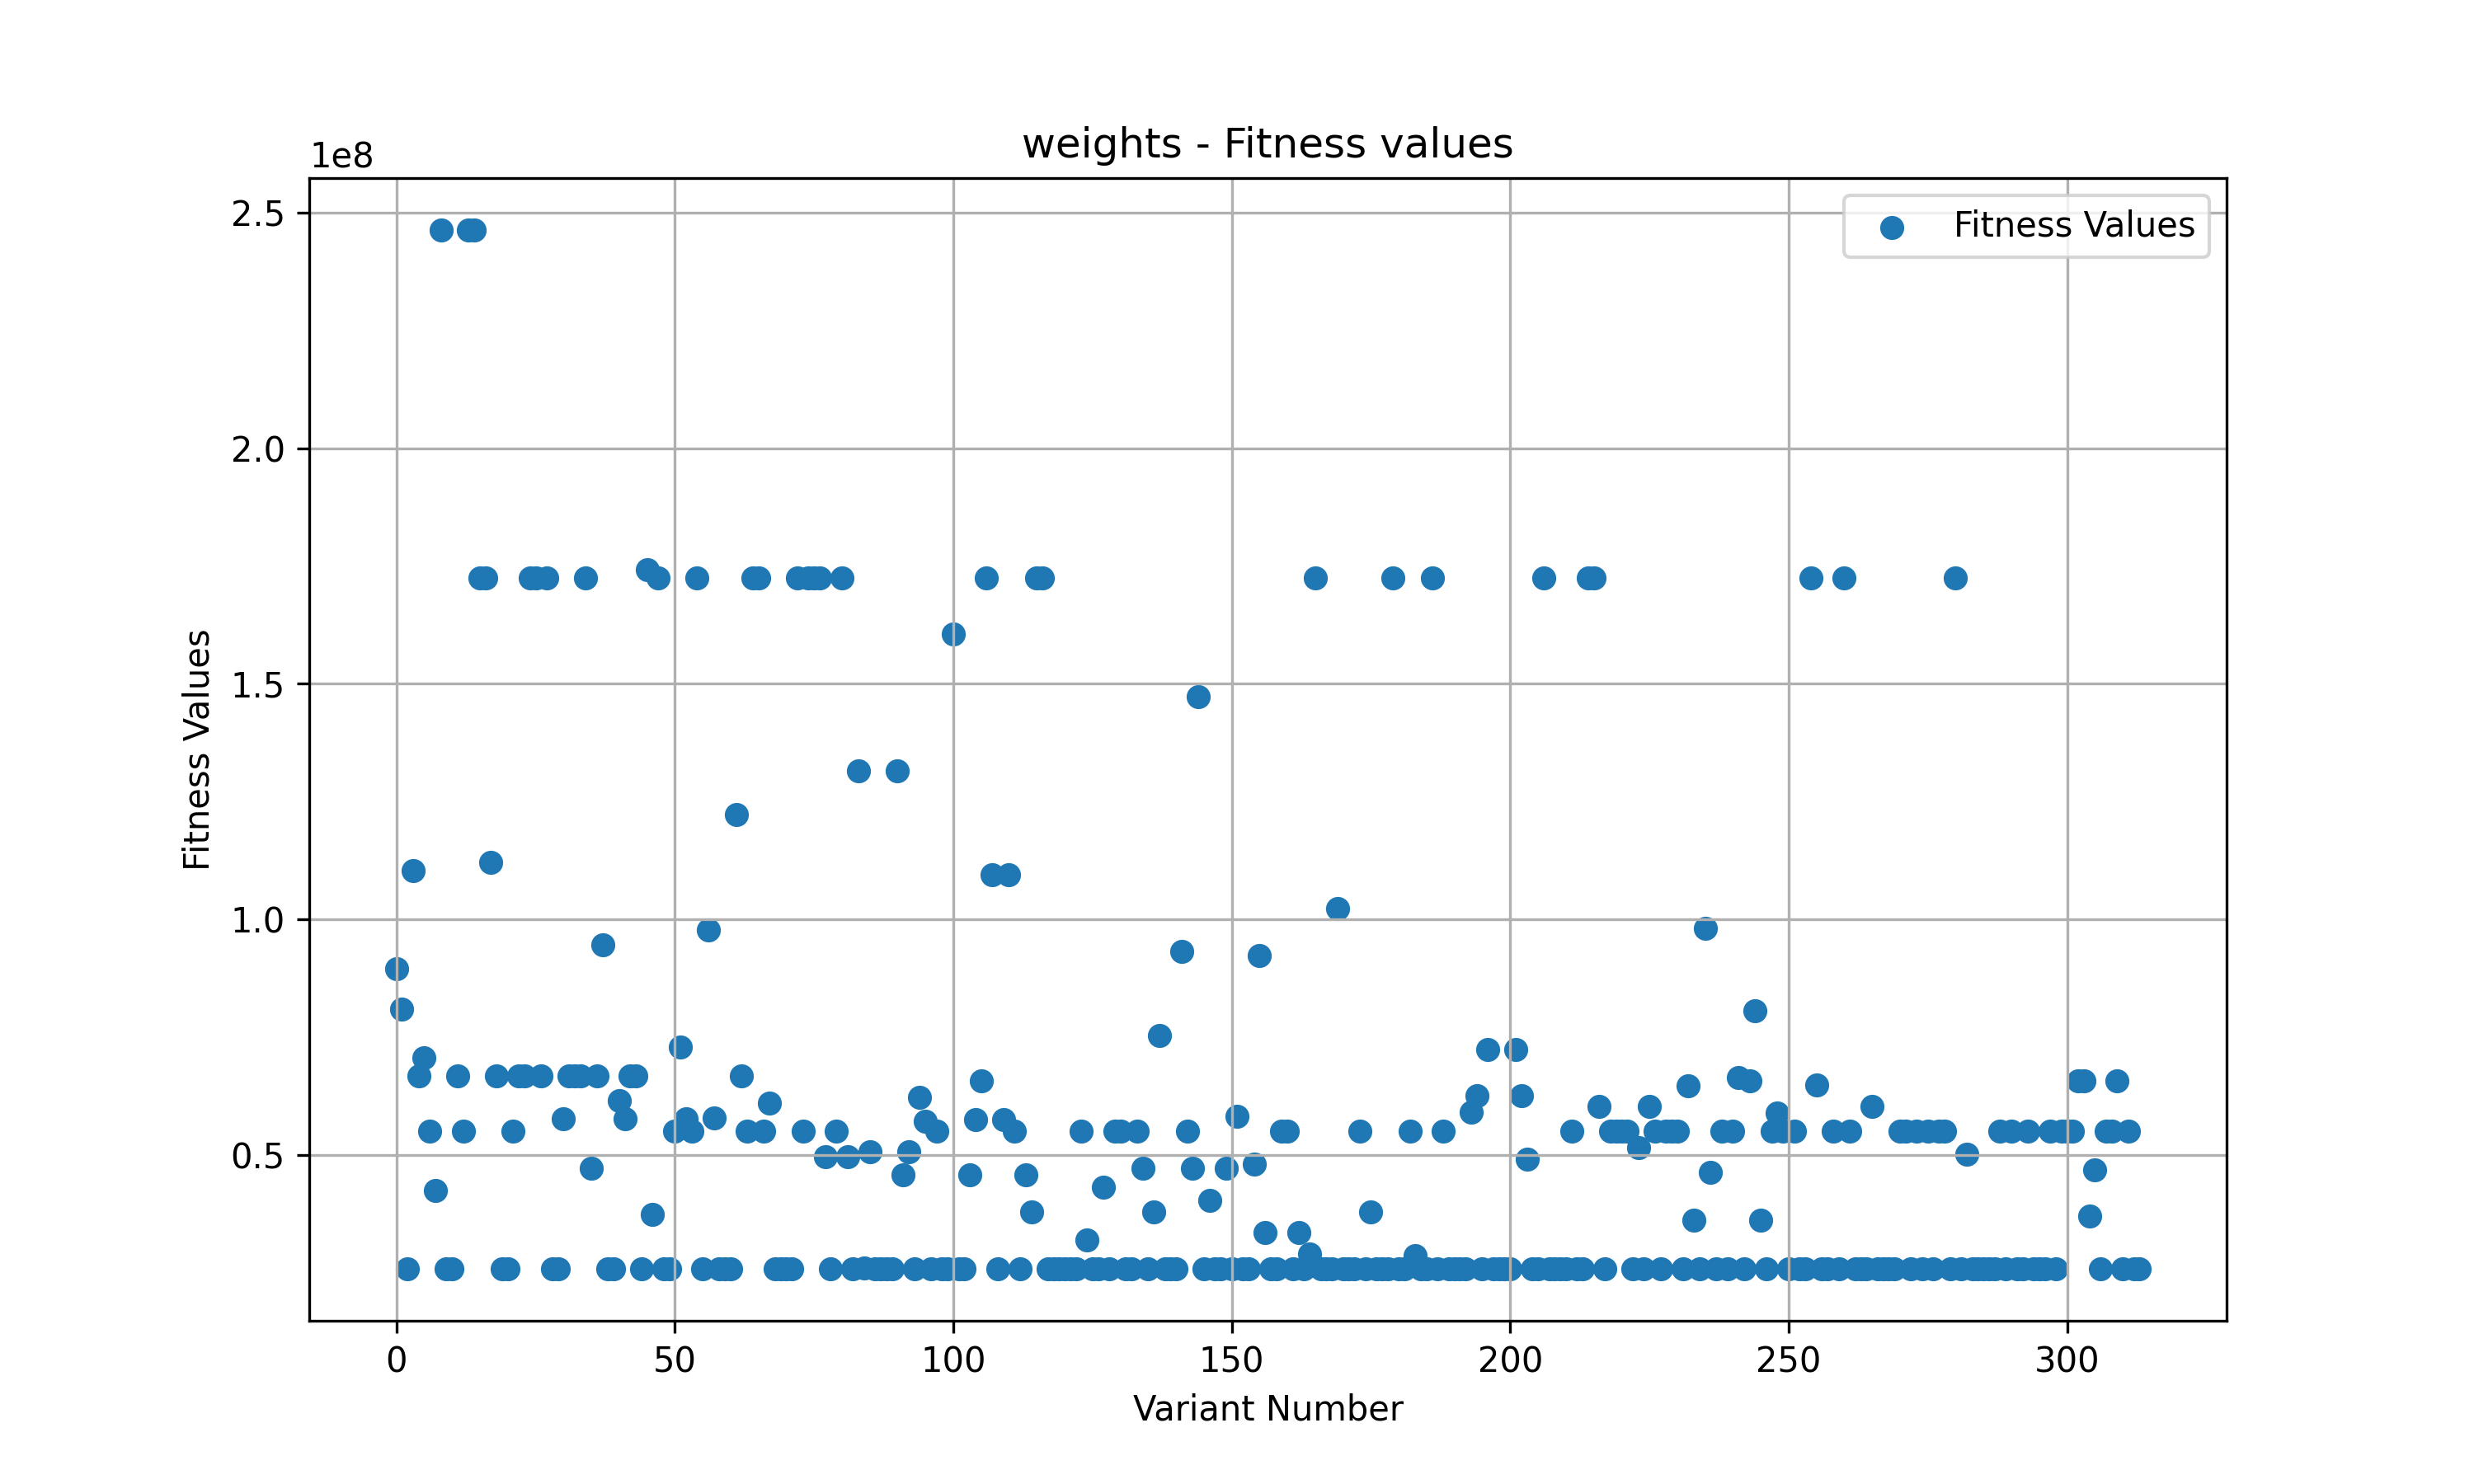 weights - Fitness values
1e8
Fitness Values
2.5
2.0
1.5
1.0
0.5
Fitness Values
0 50 100 150 200 250 300
Variant Number